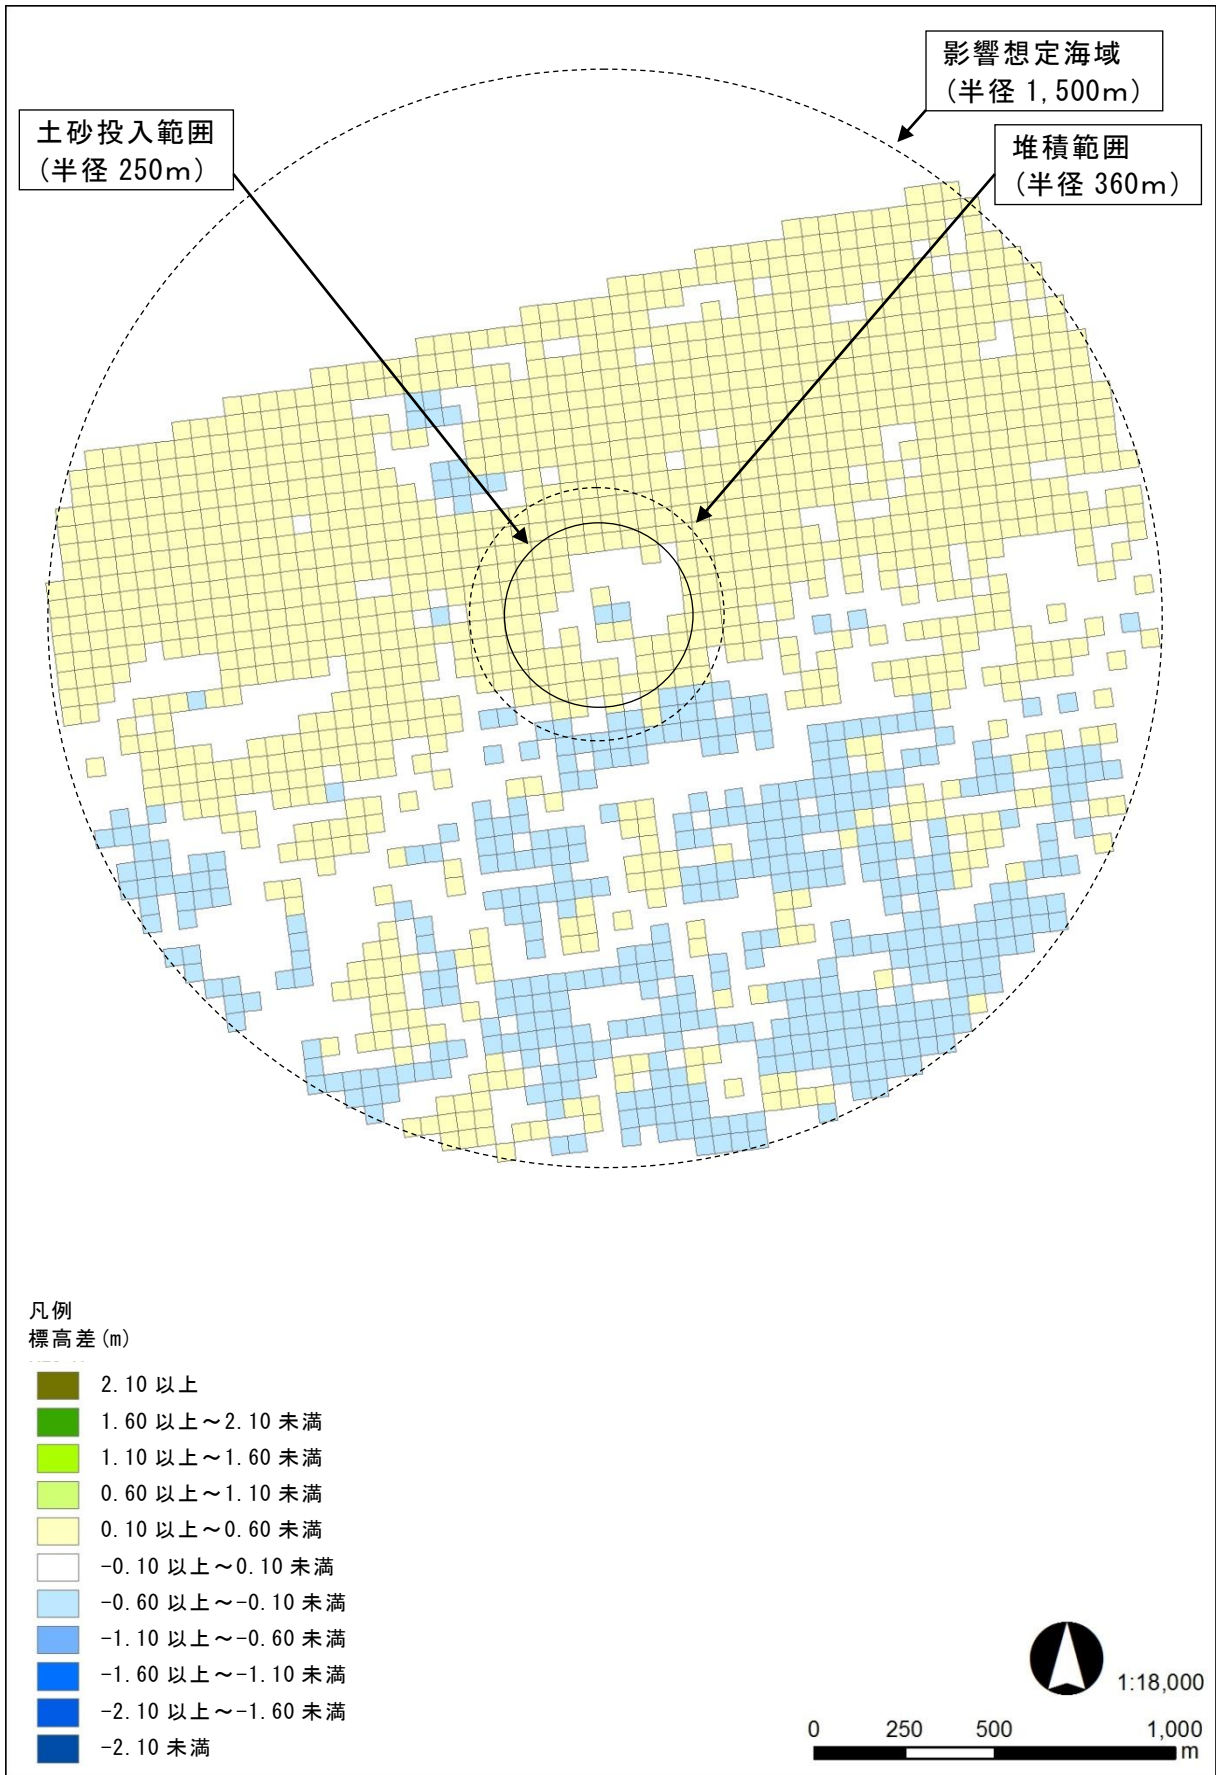 影響想定海域
(半径 1,500m)
土砂投入範囲
(半径 250m)
堆積範囲
(半径 360m)
凡例
標高差(m)
2.10 以上
1.60 以上～2.10 未満
1.10 以上～1.60 未満
0.60 以上～1.10 未満
0.10 以上～0.60 未満
-0.10 以上～0.10 未満
-0.60 以上～-0.10 未満
-1.10 以上～-0.60 未満
-1.60 以上～-1.10 未満
-2.10 以上～-1.60 未満
-2.10 未満
1:18,000
0 250 500 1,000
m